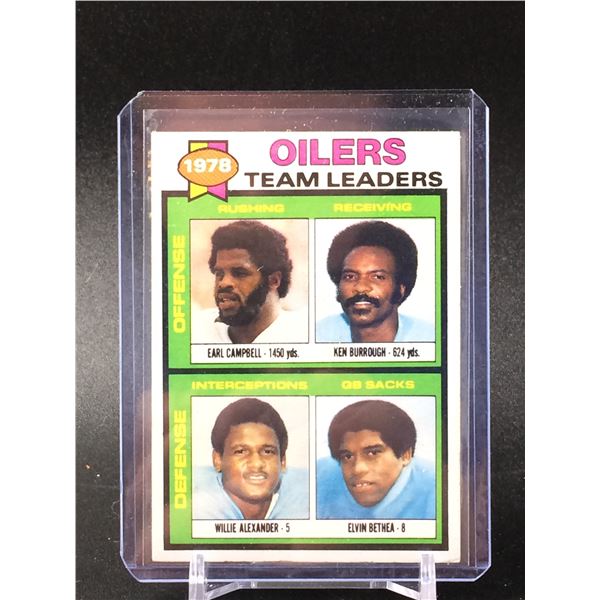 1978
OILERS
TEAM LEADERS
OFFENSE
RUSHING
RECEIVING
EARL CAMPBELL - 1450 yds.
KEN BURROUGH - 624 yds.
DEFENSE
INTERCEPTIONS
QB SACKS
WILLIE ALEXANDER - 5
ELVIN BETHEA - 8